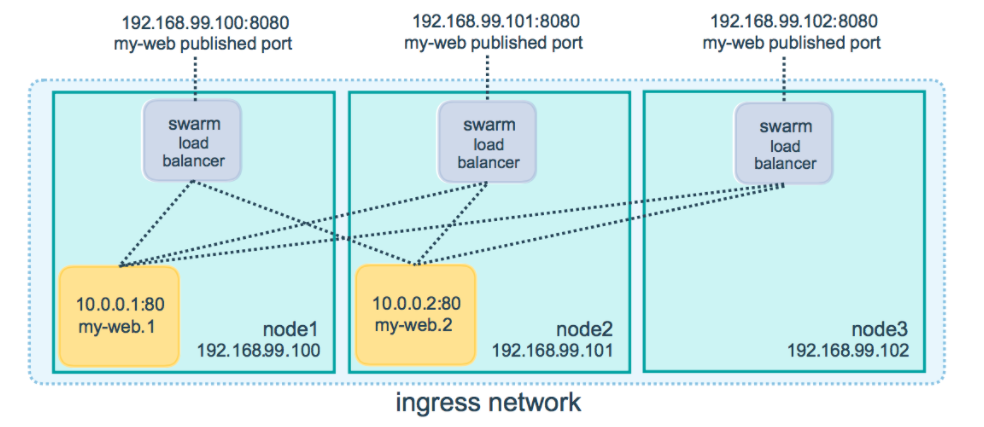 192.168.99.100:8080
my-web published port
192.168.99.101:8080
my-web published port
192.168.99.102:8080
my-web published port
swarm
load
balancer
swarm
load
balancer
swarm
load
balancer
10.0.0.1:80
my-web.1
node1
192.168.99.100
10.0.0.2:80
my-web.2
node2
192.168.99.101
node3
192.168.99.102
ingress network